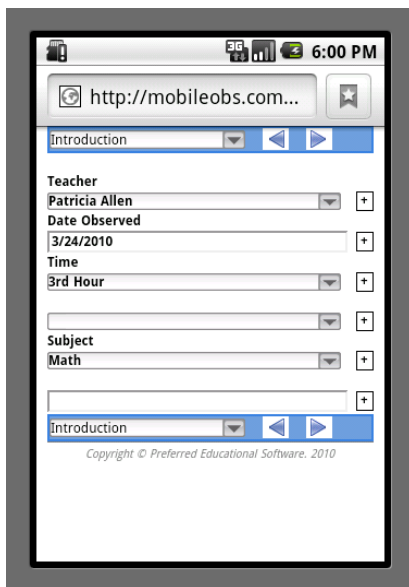 3G 6:00 PM
http://mobileobs.com...
Introduction
Teacher
Patricia Allen +
Date Observed
3/24/2010 +
Time
3rd Hour +
+
Subject
Math +
+
Introduction
Copyright © Preferred Educational Software. 2010